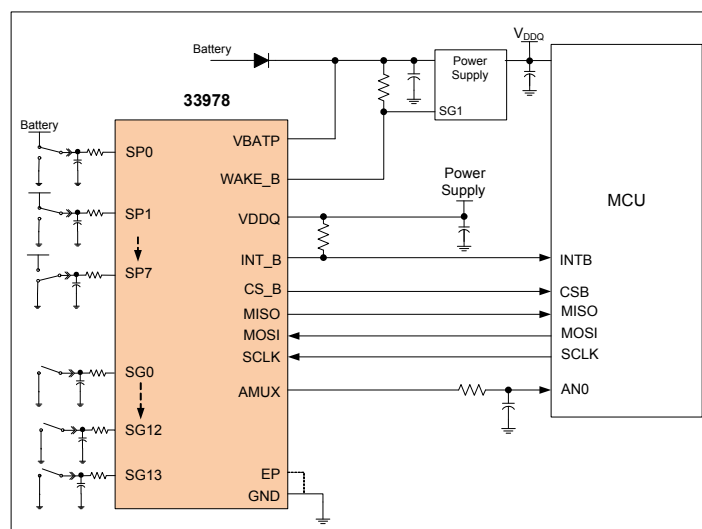 Battery
VDDQ
Power
Supply
SG1
33978
Battery
VBATP
WAKE_B
Power
Supply
VDDQ
INT_B
CS_B
MISO
MOSI
SCLK
AMUX
EP
GND
SP0
SP1
SP7
SG0
SG12
SG13
MCU
INTB
CSB
MISO
MOSI
SCLK
AN0